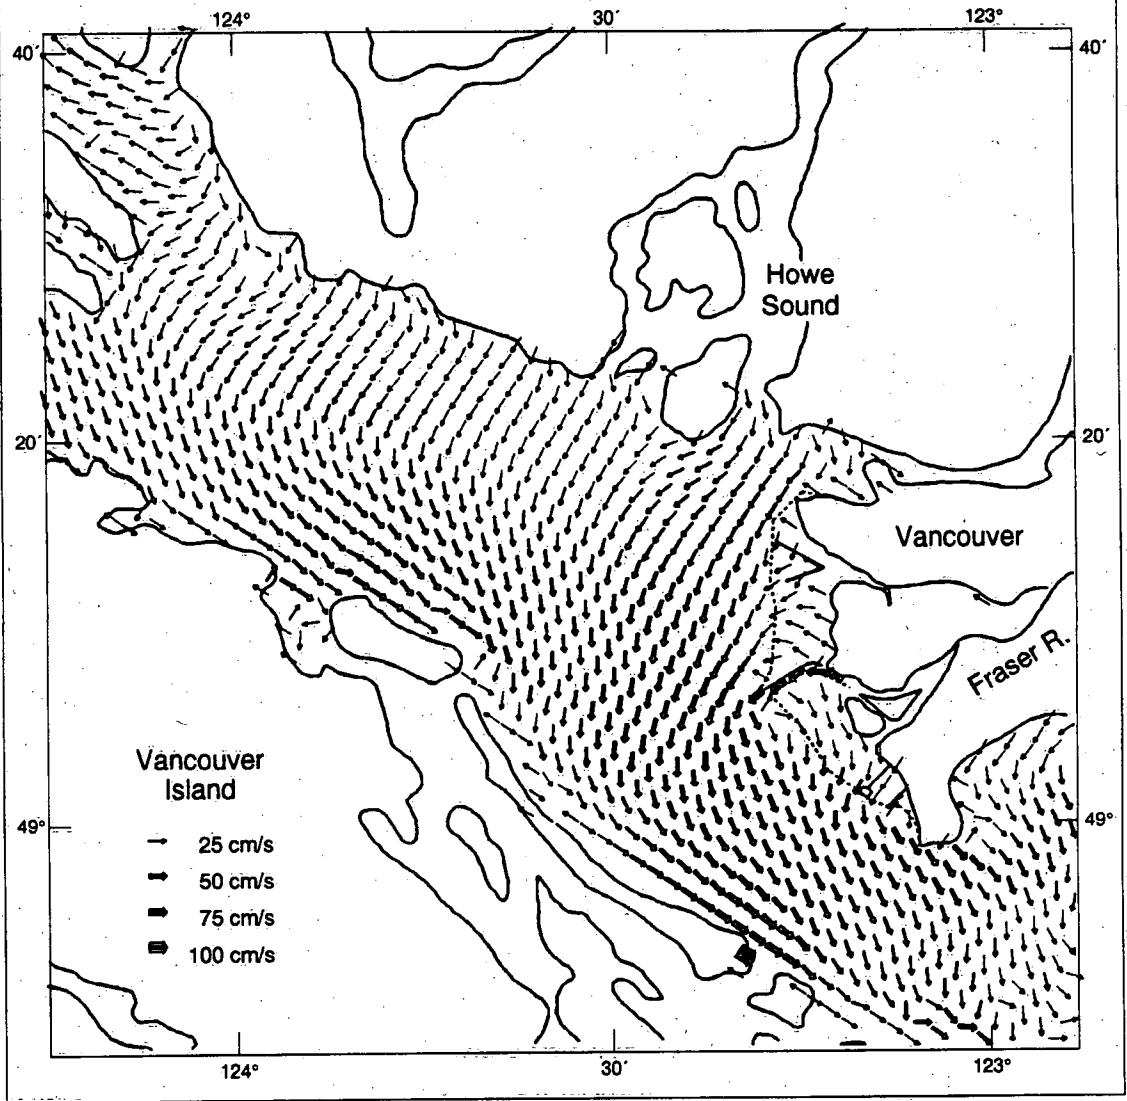 124° 30´ 123°
40´ 40´
Howe
Sound
20´ 20´
Vancouver
Fraser R.
Vancouver
Island
49° 49°
25 cm/s
50 cm/s
75 cm/s
100 cm/s
124° 30´ 123°